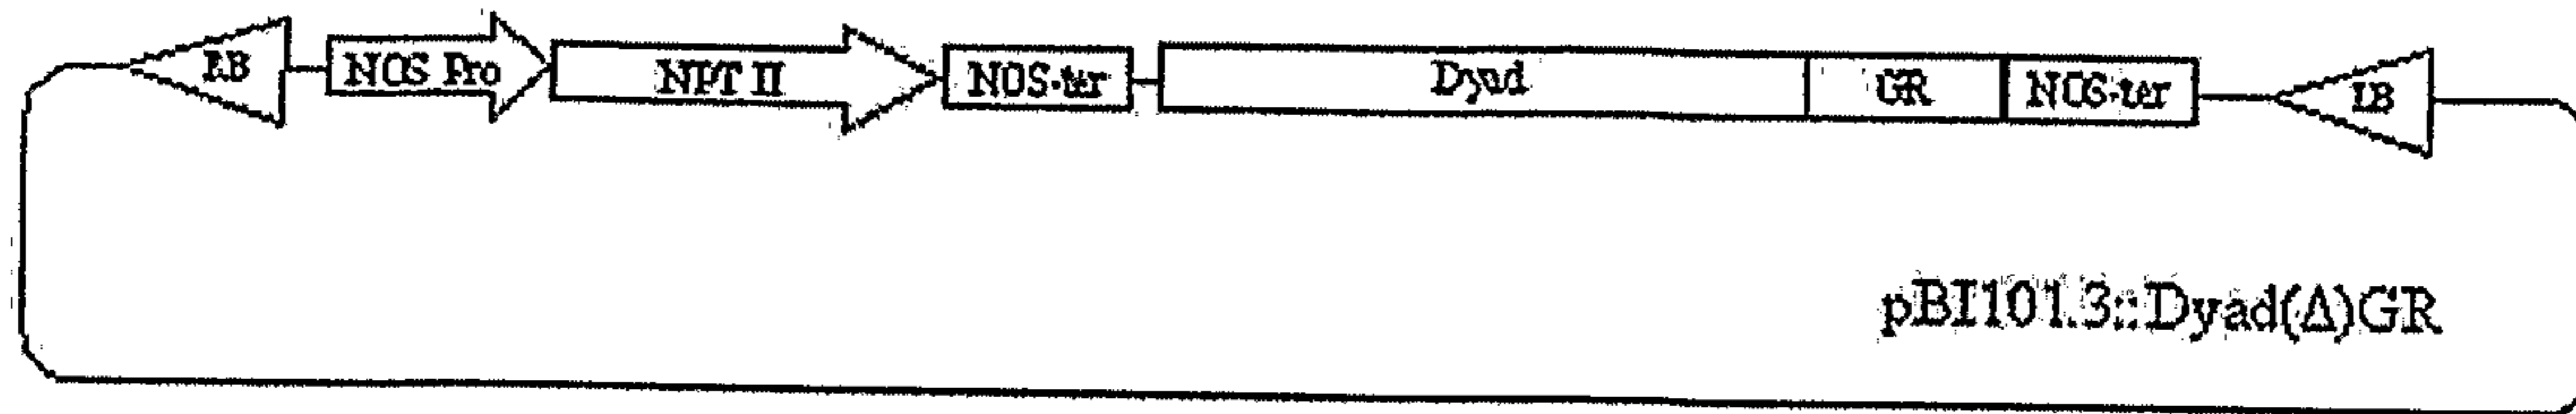 RB NOS Pro NPT II NOS-ter Dyad GR NOS-ter LB
pBI101.3::Dyad(Δ)GR